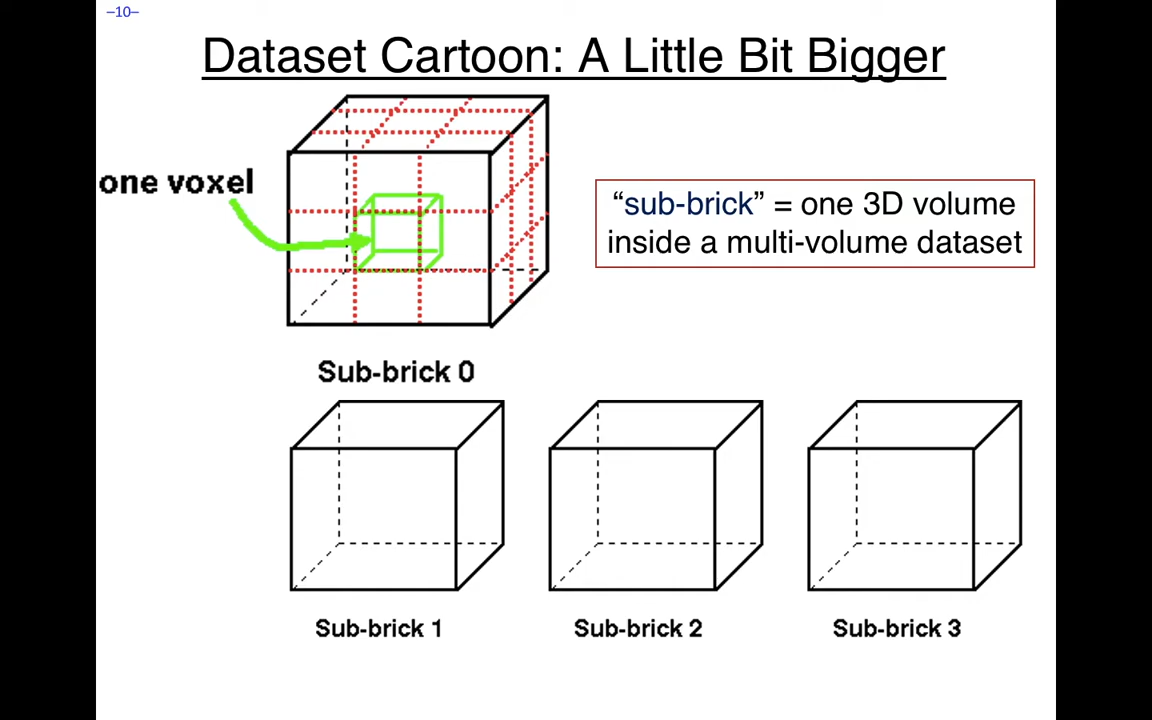 –10–
Dataset Cartoon: A Little Bit Bigger
one voxel
“sub-brick” = one 3D volume
inside a multi-volume dataset
Sub-brick 0
Sub-brick 1
Sub-brick 2
Sub-brick 3